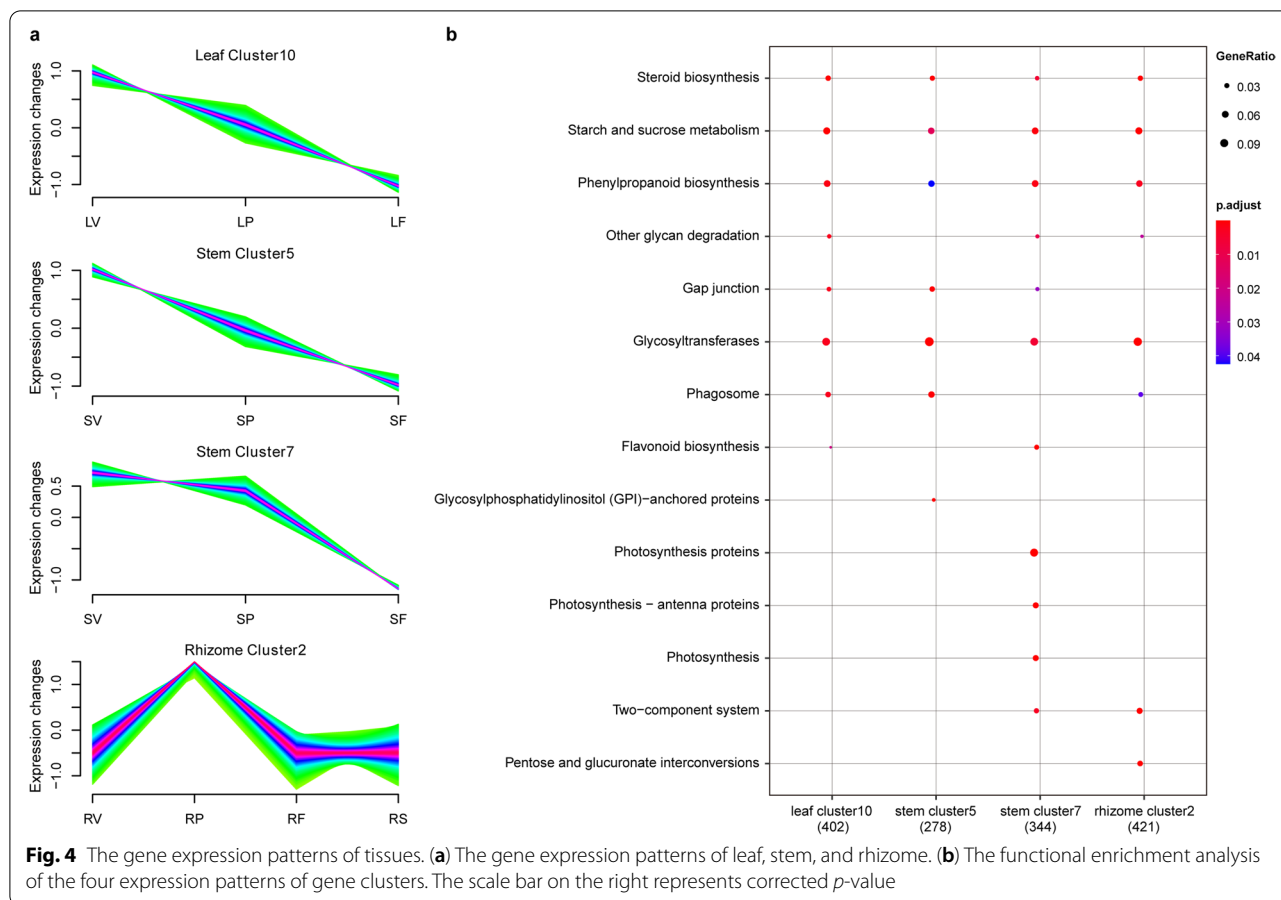 a
Leaf Cluster10
Expression changes
1.0
0.0
−1.0
LV LP LF
Stem Cluster5
Expression changes
1.0
0.0
−1.0
SV SP SF
Stem Cluster7
Expression changes
0.5
0.0
−1.0
SV SP SF
Rhizome Cluster2
Expression changes
1.0
0.0
−1.0
RV RP RF RS
b
Steroid biosynthesis
Starch and sucrose metabolism
Phenylpropanoid biosynthesis
Other glycan degradation
Gap junction
Glycosyltransferases
Phagosome
Flavonoid biosynthesis
Glycosylphosphatidylinositol (GPI)−anchored proteins
Photosynthesis proteins
Photosynthesis − antenna proteins
Photosynthesis
Two−component system
Pentose and glucuronate interconversions
leaf cluster10 stem cluster5 stem cluster7 rhizome cluster2
(402) (278) (344) (421)
GeneRatio
0.03
0.06
0.09
p.adjust
0.01
0.02
0.03
0.04
Fig. 4 The gene expression patterns of tissues. (a) The gene expression patterns of leaf, stem, and rhizome. (b) The functional enrichment analysis
of the four expression patterns of gene clusters. The scale bar on the right represents corrected p-value